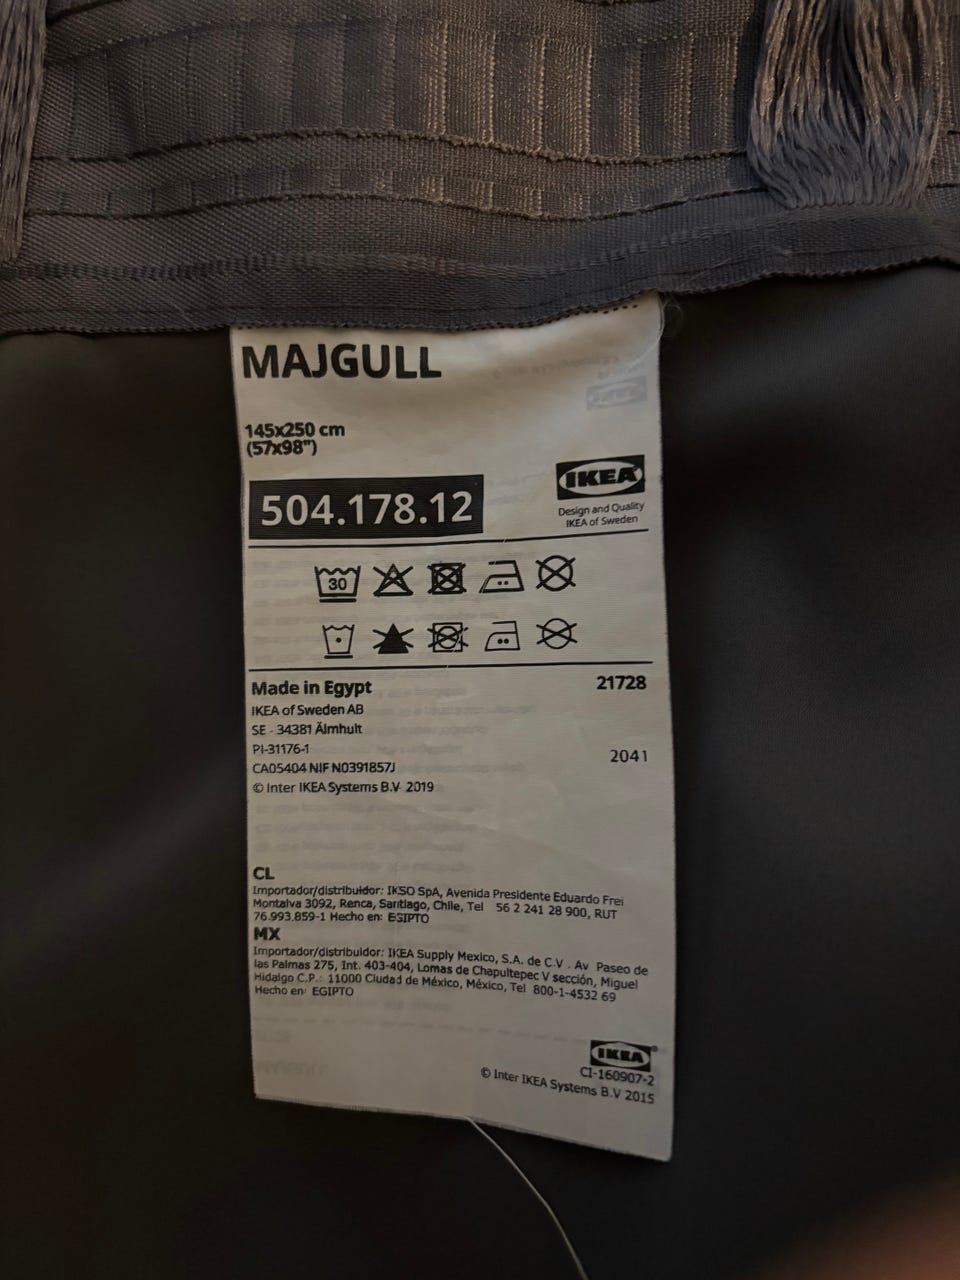 MAJGULL
145x250 cm
(57x98")
504.178.12
IKEA
Design and Quality
IKEA of Sweden
30
Made in Egypt
21728
IKEA of Sweden AB
SE - 34381 Älmhult
PI-31176-1
2041
CA05404 NIF N0391857J
© Inter IKEA Systems B.V 2019
CL
Importador/distribuidor: IKSO SpA, Avenida Presidente Eduardo Frei
Montalva 3092, Renca, Santiago, Chile, Tel 56 2 241 28 900, RUT
76.993.859-1 Hecho en: EGIPTO
MX
Importador/distribuidor: IKEA Supply Mexico, S.A. de C.V . Av Paseo de
las Palmas 275, Int. 403-404, Lomas de Chapultepec V sección, Miguel
Hidalgo C.P.: 11000 Ciudad de México, México, Tel 800-1-4532 69
Hecho en: EGIPTO
IKEA®
CI-160907-2
© Inter IKEA Systems B.V 2015